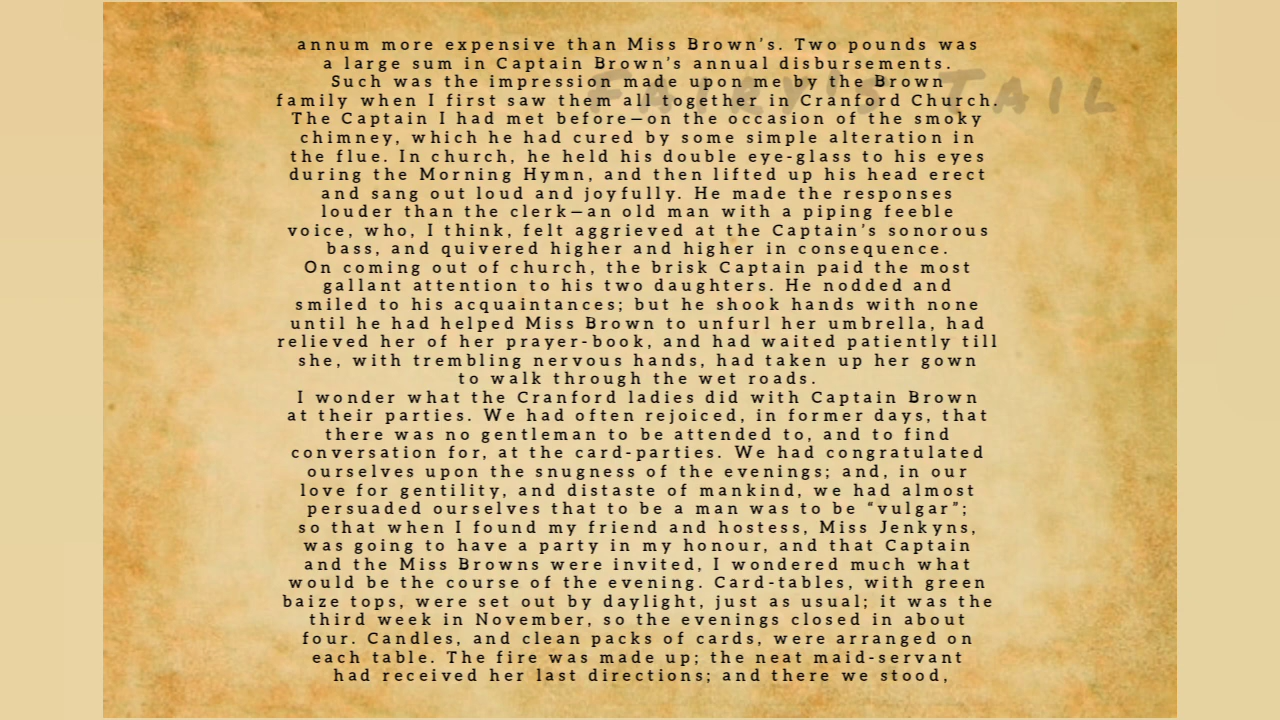 annum more expensive than Miss Brown's. Two pounds was
a large sum in Captain Brown's annual disbursements.
Such was the impression made upon me by the Brown
family when I first saw them all together in Cranford Church.
The Captain I had met before—on the occasion of the smoky
chimney, which he had cured by some simple alteration in
the flue. In church, he held his double eye-glass to his eyes
during the Morning Hymn, and then lifted up his head erect
and sang out loud and joyfully. He made the responses
louder than the clerk—an old man with a piping feeble
voice, who, I think, felt aggrieved at the Captain's sonorous
bass, and quivered higher and higher in consequence.
On coming out of church, the brisk Captain paid the most
gallant attention to his two daughters. He nodded and
smiled to his acquaintances; but he shook hands with none
until he had helped Miss Brown to unfurl her umbrella, had
relieved her of her prayer-book, and had waited patiently till
she, with trembling nervous hands, had taken up her gown
to walk through the wet roads.
I wonder what the Cranford ladies did with Captain Brown
at their parties. We had often rejoiced, in former days, that
there was no gentleman to be attended to, and to find
conversation for, at the card-parties. We had congratulated
ourselves upon the snugness of the evenings; and, in our
love for gentility, and distaste of mankind, we had almost
persuaded ourselves that to be a man was to be “vulgar”;
so that when I found my friend and hostess, Miss Jenkyns,
was going to have a party in my honour, and that Captain
and the Miss Browns were invited, I wondered much what
would be the course of the evening. Card-tables, with green
baize tops, were set out by daylight, just as usual; it was the
third week in November, so the evenings closed in about
four. Candles, and clean packs of cards, were arranged on
each table. The fire was made up; the neat maid-servant
had received her last directions; and there we stood,
FAIRY'S TAIL